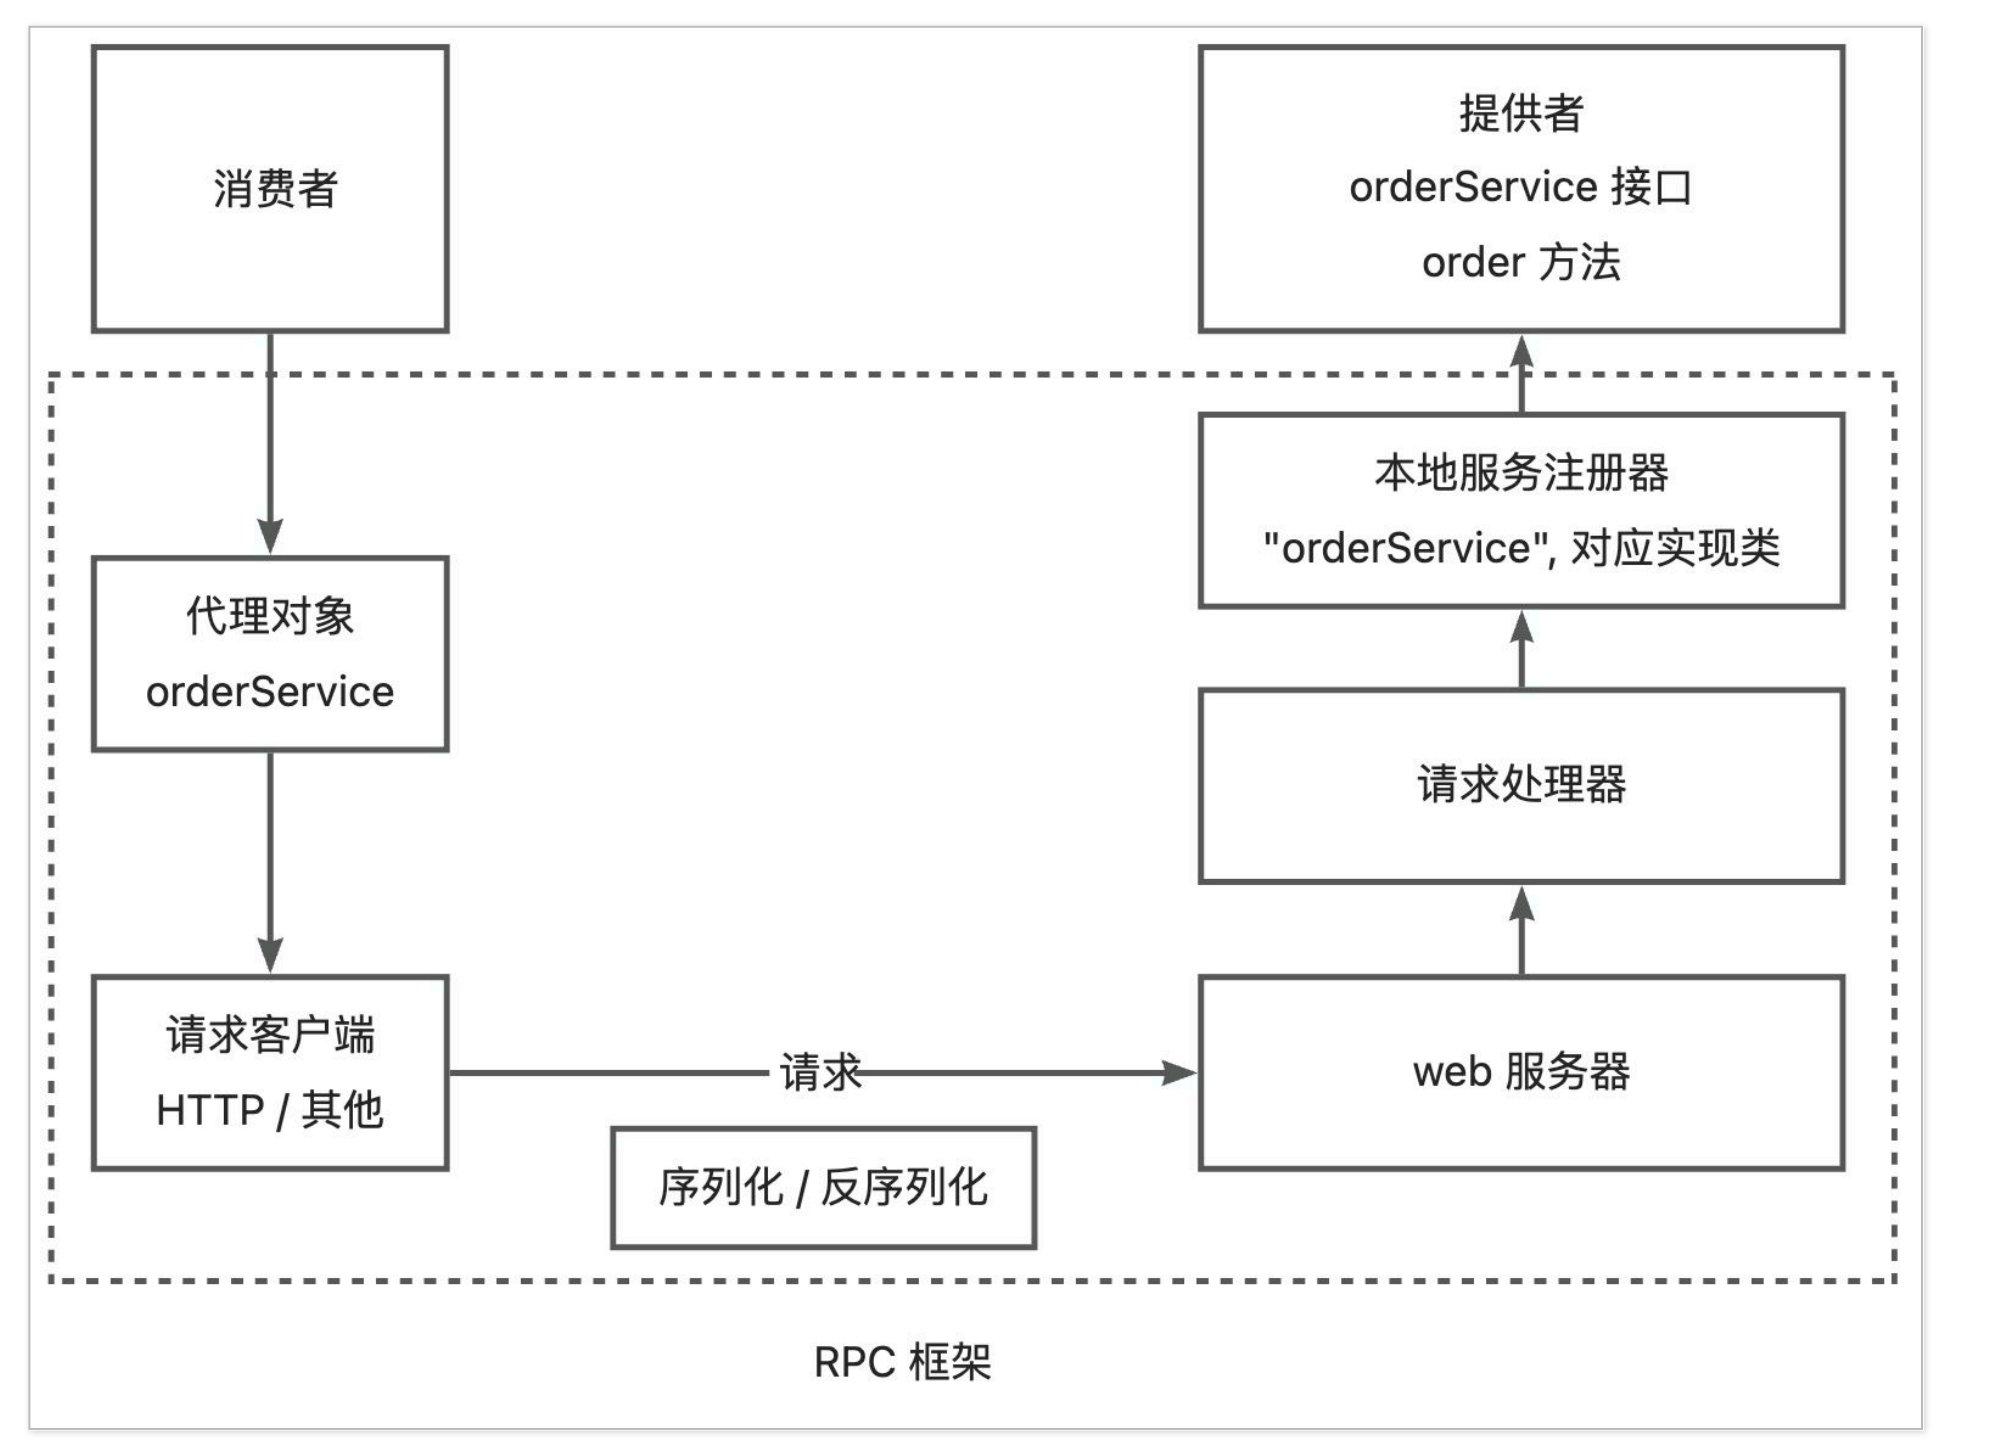 消费者
提供者
orderService 接口
order 方法
代理对象
orderService
本地服务注册器
"orderService", 对应实现类
请求处理器
请求客户端
HTTP / 其他
请求
web 服务器
序列化 / 反序列化
RPC 框架